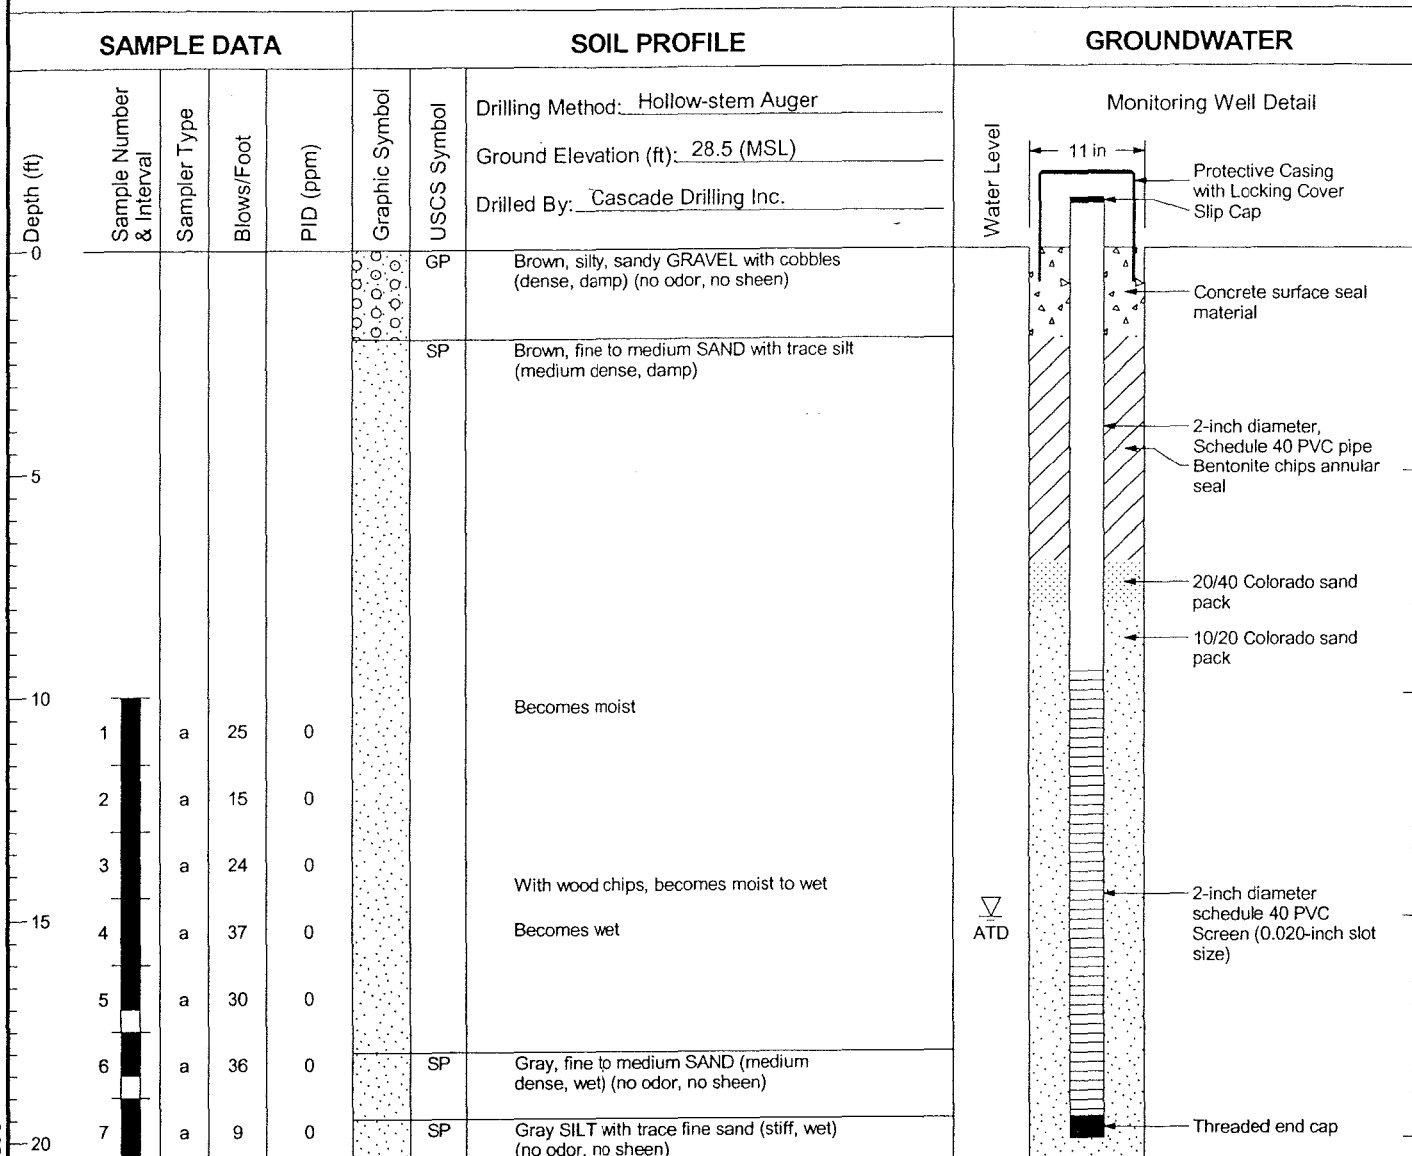 SAMPLE DATA
SOIL PROFILE
GROUNDWATER
Depth (ft)
Sample Number
& Interval
Sampler Type
Blows/Foot
PID (ppm)
Graphic Symbol
USCS Symbol
Drilling Method: Hollow-stem Auger
Ground Elevation (ft): 28.5 (MSL)
Drilled By: Cascade Drilling Inc.
Water Level
Monitoring Well Detail
11 in
Protective Casing
with Locking Cover
Slip Cap
0
GP
Brown, silty, sandy GRAVEL with cobbles
(dense, damp) (no odor, no sheen)
Concrete surface seal
material
SP
Brown, fine to medium SAND with trace silt
(medium dense, damp)
2-inch diameter,
Schedule 40 PVC pipe
Bentonite chips annular
seal
5
20/40 Colorado sand
pack
10/20 Colorado sand
pack
10
Becomes moist
1 a 25 0
2 a 15 0
3 a 24 0
With wood chips, becomes moist to wet
2-inch diameter
schedule 40 PVC
Screen (0.020-inch slot
size)
15
4 a 37 0
Becomes wet
ATD
5 a 30 0
6 a 36 0
SP
Gray, fine to medium SAND (medium
dense, wet) (no odor, no sheen)
7 a 9 0
SP
Gray SILT with trace fine sand (stiff, wet)
(no odor, no sheen)
Threaded end cap
20